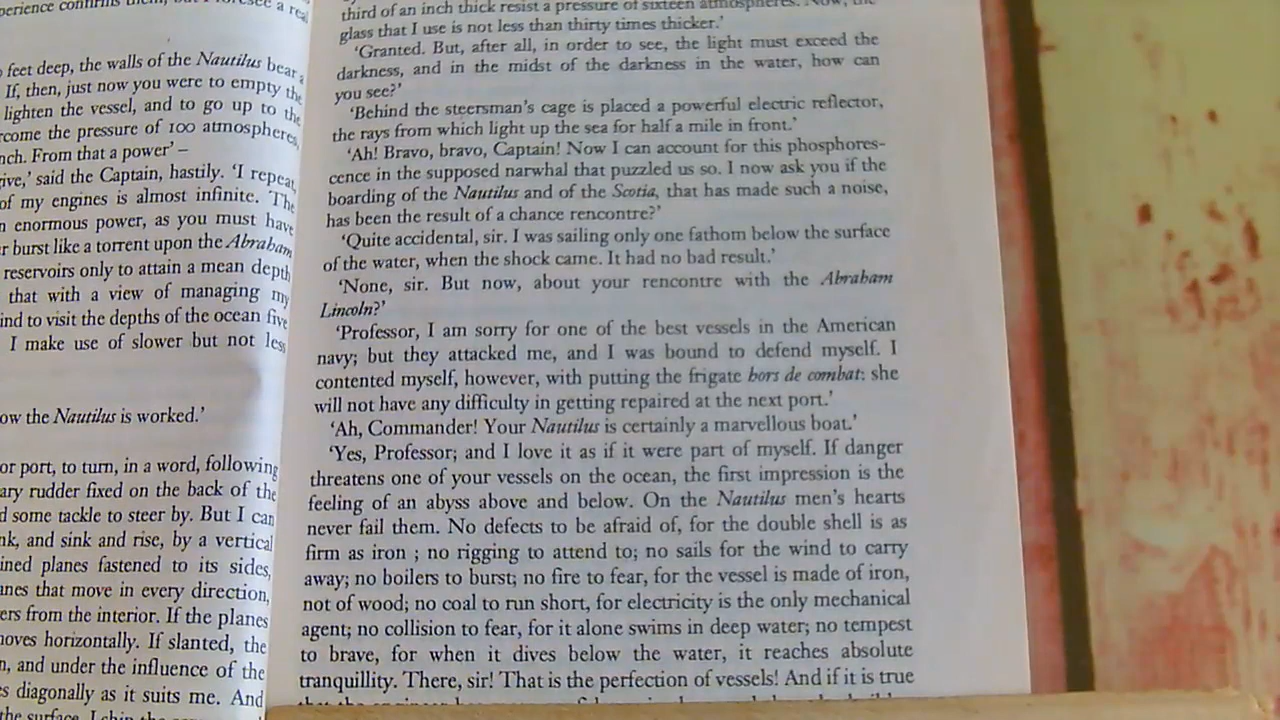 perience confirms them, but I foresee a real
feet deep, the walls of the Nautilus bear a
If, then, just now you were to empty the
lighten the vessel, and to go up to the
rcome the pressure of 100 atmospheres,
nch. From that a power' –
ive,' said the Captain, hastily. 'I repeat,
of my engines is almost infinite. The
n enormous power, as you must have
r burst like a torrent upon the Abraham
reservoirs only to attain a mean depth
that with a view of managing my
ind to visit the depths of the ocean five
I make use of slower but not less
ow the Nautilus is worked.'
or port, to turn, in a word, following
ary rudder fixed on the back of the
d some tackle to steer by. But I can
nk, and sink and rise, by a vertical
ined planes fastened to its sides,
anes that move in every direction,
ers from the interior. If the planes
moves horizontally. If slanted, the
n, and under the influence of the
s diagonally as it suits me. And
the surface, I ship the
third of an inch thick resist a pressure of sixteen atmospheres. Now, the
glass that I use is not less than thirty times thicker.'
'Granted. But, after all, in order to see, the light must exceed the
darkness, and in the midst of the darkness in the water, how can
you see?'
'Behind the steersman's cage is placed a powerful electric reflector,
the rays from which light up the sea for half a mile in front.'
'Ah! Bravo, bravo, Captain! Now I can account for this phosphores-
cence in the supposed narwhal that puzzled us so. I now ask you if the
boarding of the Nautilus and of the Scotia, that has made such a noise,
has been the result of a chance rencontre?'
'Quite accidental, sir. I was sailing only one fathom below the surface
of the water, when the shock came. It had no bad result.'
'None, sir. But now, about your rencontre with the Abraham
Lincoln?'
'Professor, I am sorry for one of the best vessels in the American
navy; but they attacked me, and I was bound to defend myself. I
contented myself, however, with putting the frigate hors de combat: she
will not have any difficulty in getting repaired at the next port.'
'Ah, Commander! Your Nautilus is certainly a marvellous boat.'
'Yes, Professor; and I love it as if it were part of myself. If danger
threatens one of your vessels on the ocean, the first impression is the
feeling of an abyss above and below. On the Nautilus men's hearts
never fail them. No defects to be afraid of, for the double shell is as
firm as iron ; no rigging to attend to; no sails for the wind to carry
away; no boilers to burst; no fire to fear, for the vessel is made of iron,
not of wood; no coal to run short, for electricity is the only mechanical
agent; no collision to fear, for it alone swims in deep water; no tempest
to brave, for when it dives below the water, it reaches absolute
tranquillity. There, sir! That is the perfection of vessels! And if it is true